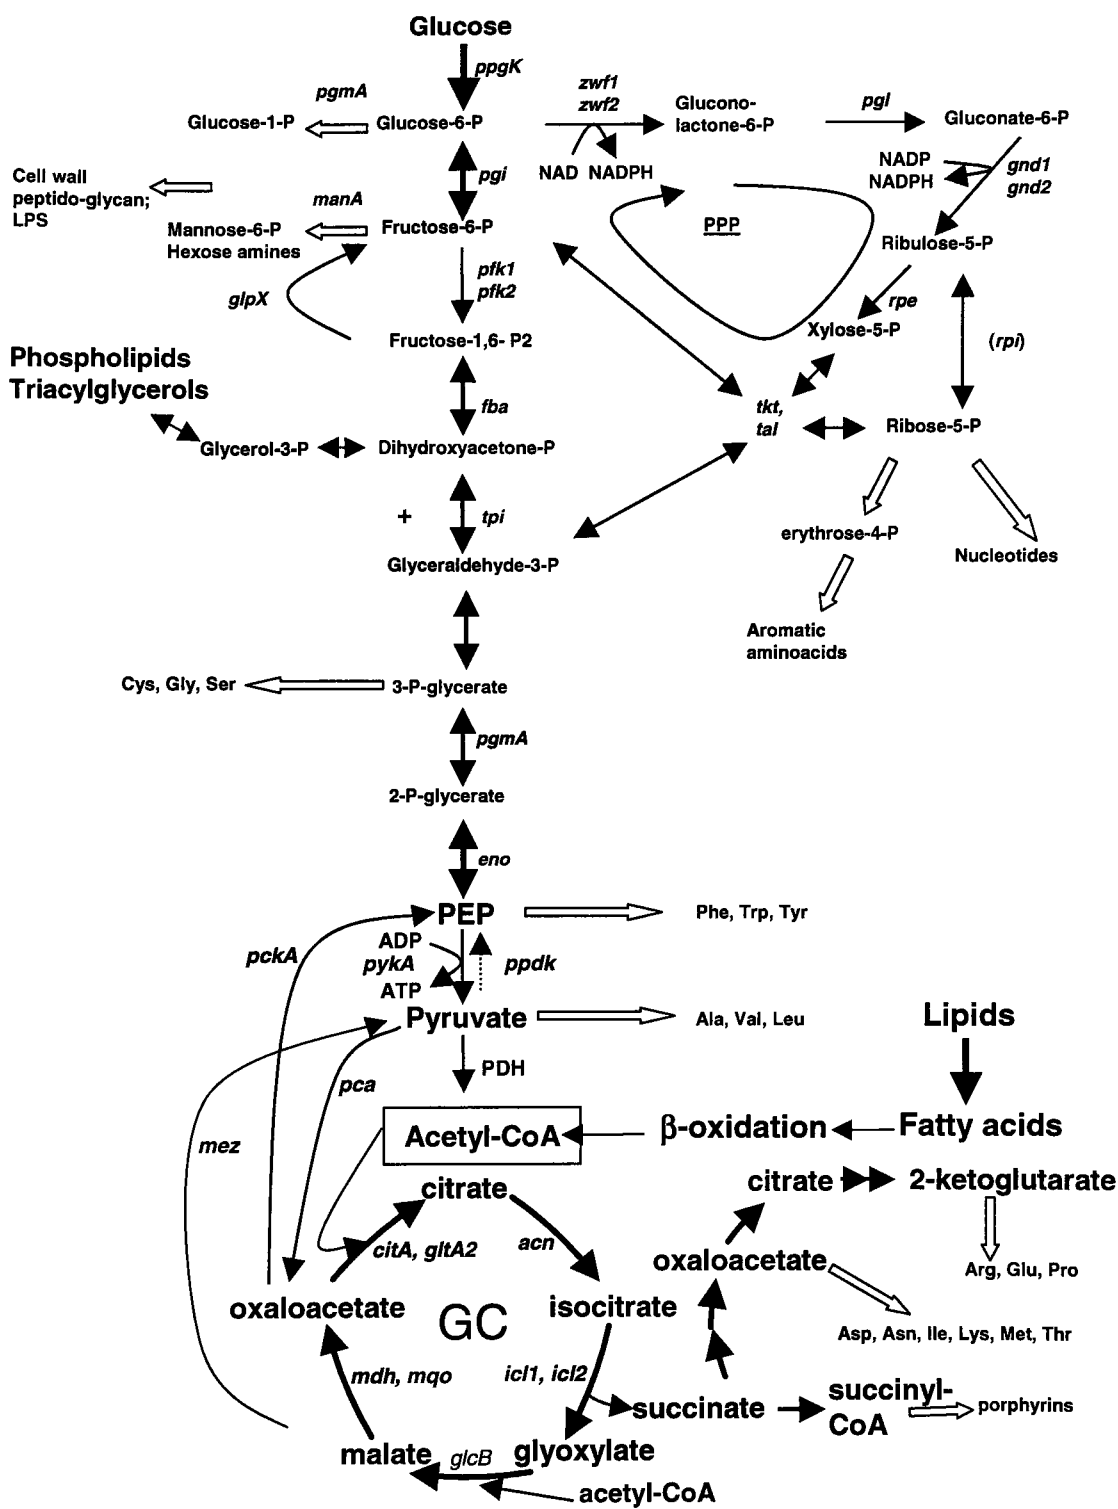 Glucose
ppgK
zwf1
zwf2
pgmA
Glucose-1-P
Glucose-6-P
Glucono-
lactone-6-P
pgl
Gluconate-6-P
NAD NADPH
NADP
NADPH
gnd1
gnd2
pgi
Cell wall
peptido-glycan;
LPS
manA
Mannose-6-P
Hexose amines
Fructose-6-P
PPP
Ribulose-5-P
pfk1
pfk2
glpX
rpe
Xylose-5-P
(rpi)
Fructose-1,6- P2
Phospholipids
Triacylglycerols
fba
tkt,
tal
Ribose-5-P
Glycerol-3-P
Dihydroxyacetone-P
+
tpi
erythrose-4-P
Nucleotides
Glyceraldehyde-3-P
Aromatic
aminoacids
Cys, Gly, Ser
3-P-glycerate
pgmA
2-P-glycerate
eno
PEP
Phe, Trp, Tyr
ADP
pckA
pykA
ppdk
ATP
Pyruvate
Ala, Val, Leu
Lipids
PDH
pca
mez
Acetyl-CoA
β-oxidation
Fatty acids
citrate
citrate
2-ketoglutarate
citA, gltA2
acn
oxaloacetate
Arg, Glu, Pro
oxaloacetate
GC
isocitrate
Asp, Asn, Ile, Lys, Met, Thr
mdh, mqo
icl1, icl2
succinate
succinyl-
CoA
porphyrins
malate
glcB
glyoxylate
acetyl-CoA